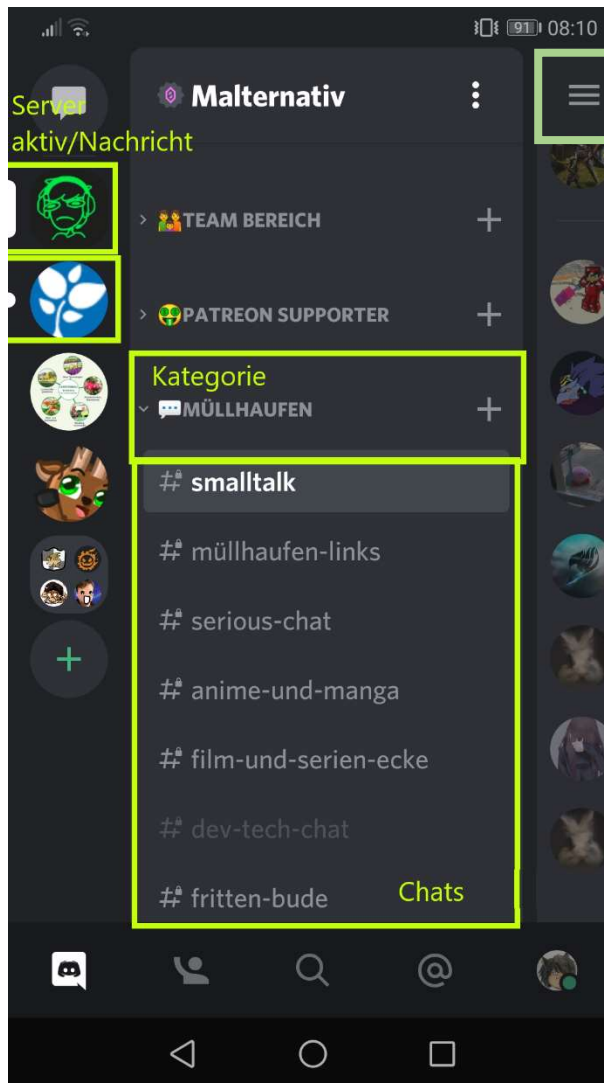 91 08:10
Malternativ
Server
aktiv/Nachricht
TEAM BEREICH
PATREON SUPPORTER
Kategorie
MÜLLHAUFEN
# smalltalk
# müllhaufen-links
# serious-chat
# anime-und-manga
# film-und-serien-ecke
# dev-tech-chat
# fritten-bude
Chats